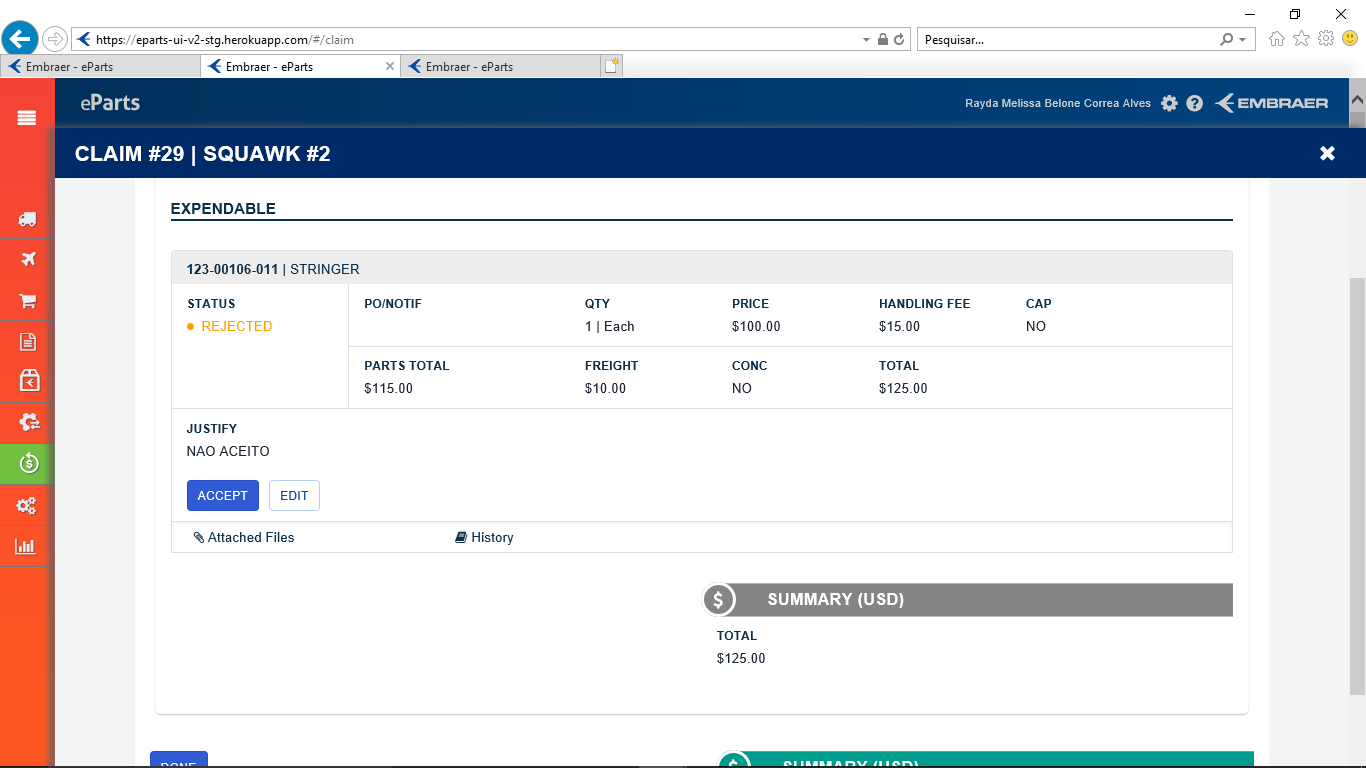 https://eparts-ui-v2-stg.herokuapp.com/#/claim
Pesquisar...
Embraer - eParts
Embraer - eParts
Embraer - eParts
eParts
Rayda Melissa Belone Correa Alves
EMBRAER
CLAIM #29 | SQUAWK #2
EXPENDABLE
123-00106-011 | STRINGER
STATUS PO/NOTIF QTY PRICE HANDLING FEE CAP
REJECTED 1 | Each $100.00 $15.00 NO
PARTS TOTAL FREIGHT CONC TOTAL
$115.00 $10.00 NO $125.00
JUSTIFY
NAO ACEITO
ACCEPT EDIT
Attached Files History
SUMMARY (USD)
TOTAL
$125.00
DONE SUMMARY (USD)